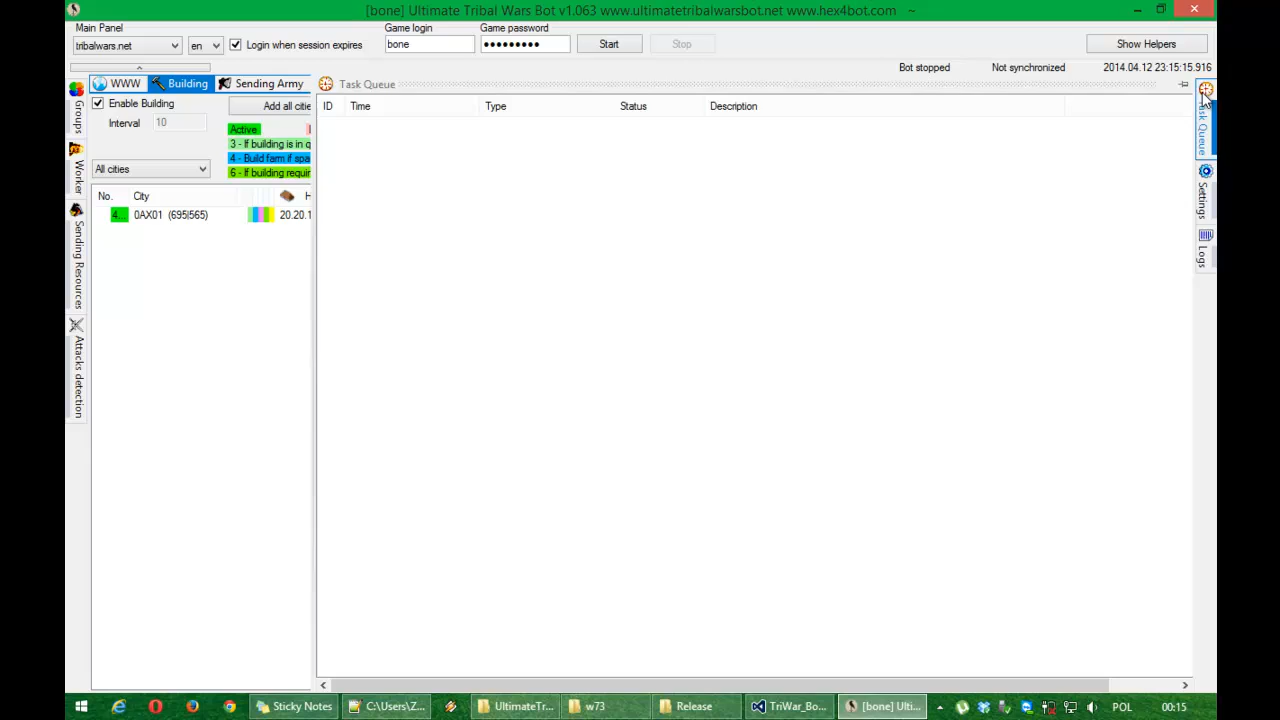 [bone] Ultimate Tribal Wars Bot v1.063 www.ultimatetribalwarsbot.net www.hex4bot.com ~
Main Panel
Game login
Game password
tribalwars.net
en
Login when session expires
bone
●●●●●●●●●
Start
Stop
Show Helpers
Bot stopped
Not synchronized
2014.04.12 23:15:15.916
WWW
Building
Sending Army
Task Queue
Enable Building
Add all citie
ID
Time
Type
Status
Description
Interval
10
Active
3 - If building is in q
4 - Build farm if spa
6 - If building requir
All cities
No.
City
H
4...
0AX01 (695|565)
20.20.1
Groups
Worker
Sending Resources
Attacks detection
Task Queue
Settings
Logs
Sticky Notes
C:\Users\Z...
UltimateTr...
w73
Release
TriWar_Bo...
[bone] Ulti...
POL
00:15